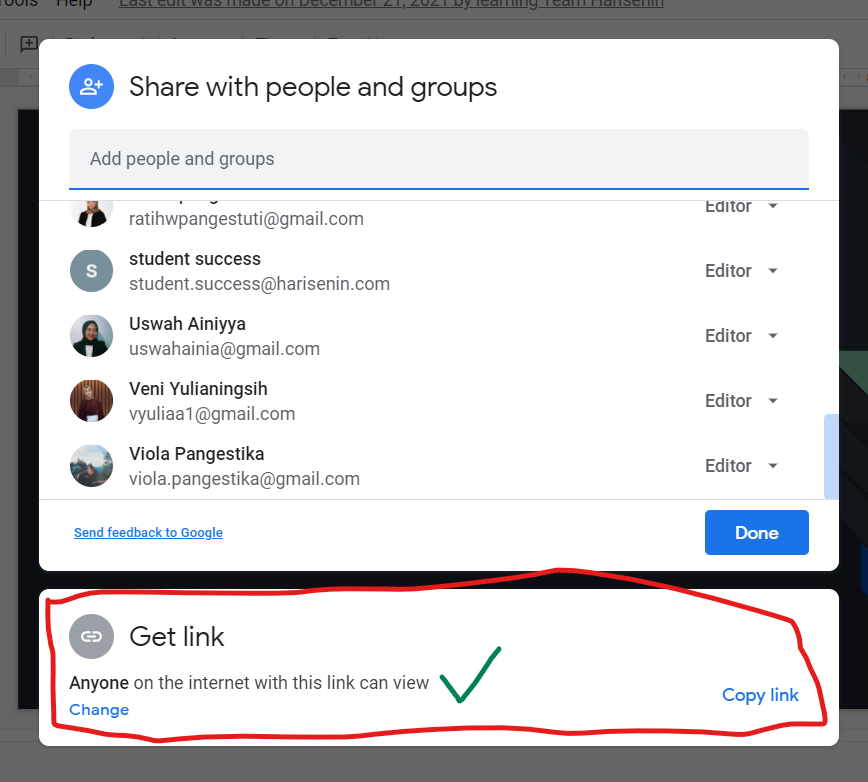 Tools Help Last edit was made on December 21, 2021 by learning Team Harisenin
Share with people and groups
Add people and groups
ratihwpangestuti@gmail.com
Editor
student success
student.success@harisenin.com
Editor
Uswah Ainiyya
uswahainia@gmail.com
Editor
Veni Yulianingsih
vyuliaa1@gmail.com
Editor
Viola Pangestika
viola.pangestika@gmail.com
Editor
Send feedback to Google
Done
Get link
Anyone on the internet with this link can view
Change
Copy link